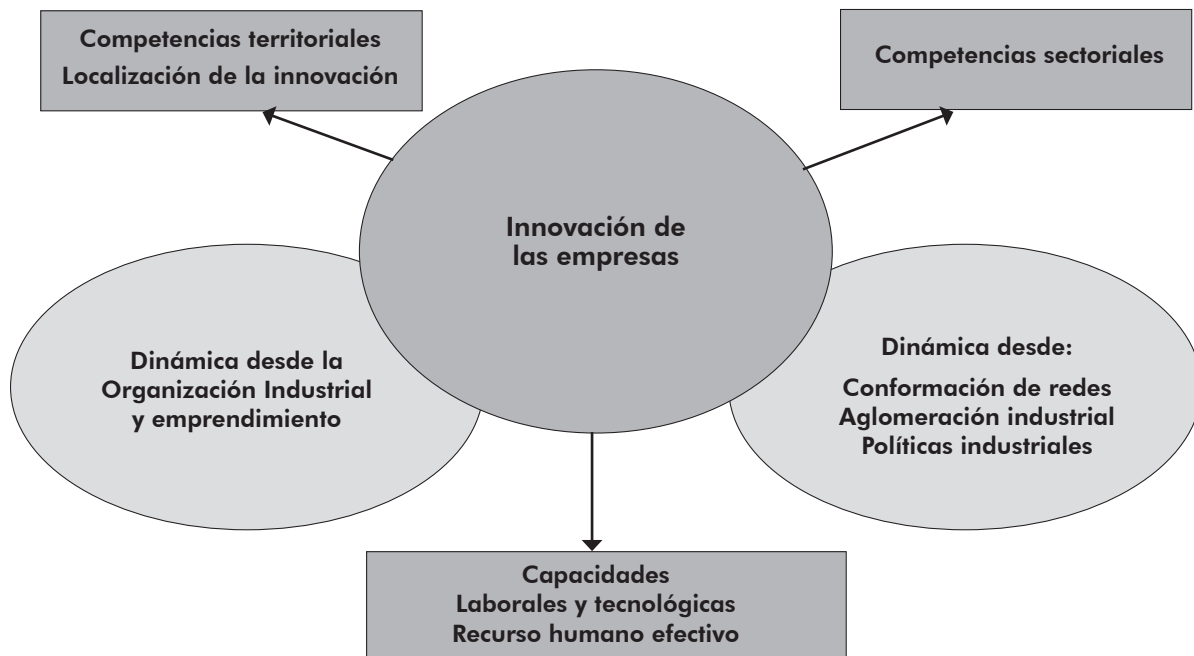 Competencias territoriales
Localización de la innovación
Competencias sectoriales
Innovación de
las empresas
Dinámica desde la
Organización Industrial
y emprendimiento
Dinámica desde:
Conformación de redes
Aglomeración industrial
Políticas industriales
Capacidades
Laborales y tecnológicas
Recurso humano efectivo